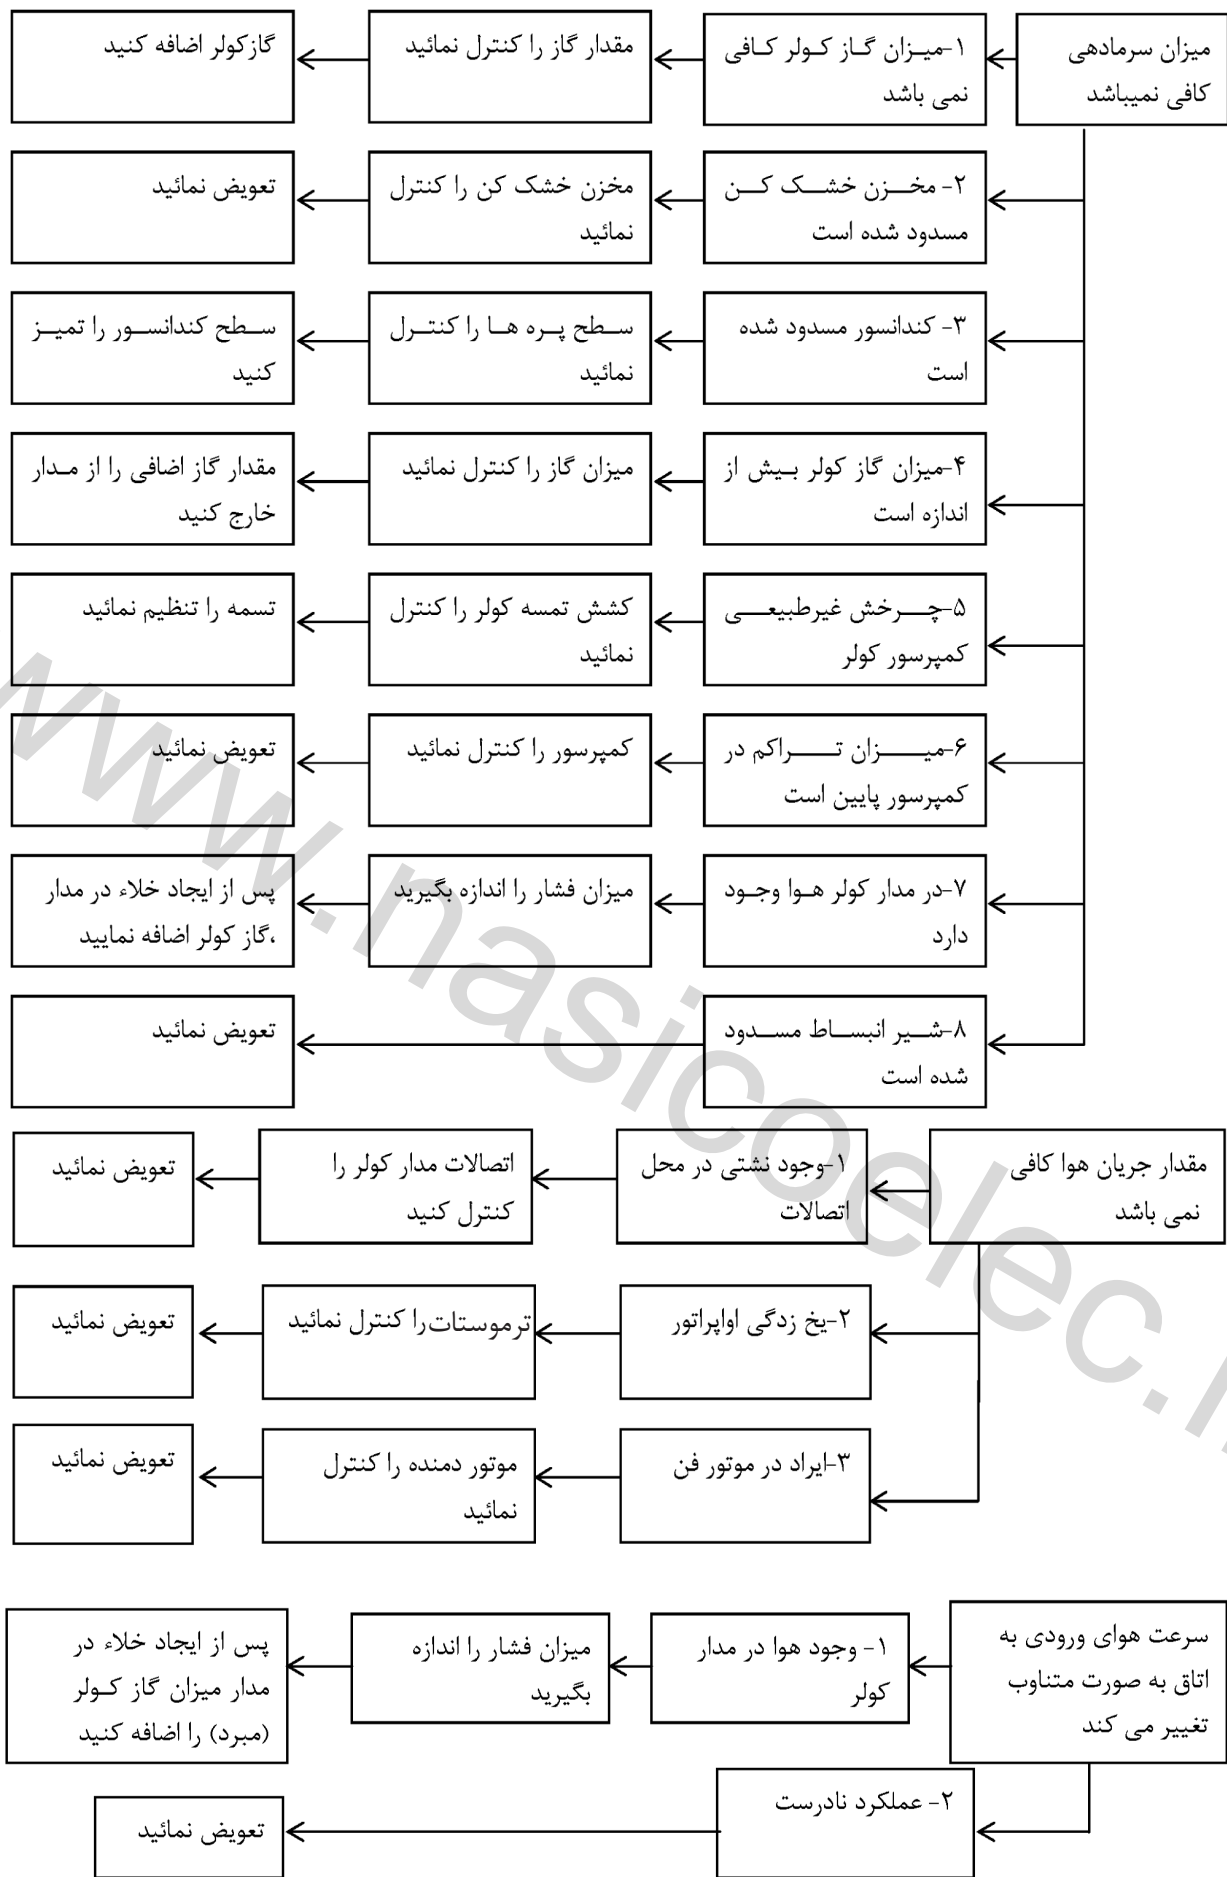 میزان سرمادهی
کافی نمیباشد
۱-میزان گاز کولر کافی
نمی باشد
مقدار گاز را کنترل نمائید
گازکولر اضافه کنید
۲- مخزن خشک کن
مسدود شده است
مخزن خشک کن را کنترل
نمائید
تعویض نمائید
۳- کندانسور مسدود شده
است
سطح پره ها را کنترل
نمائید
سطح کندانسور را تمیز
کنید
۴-میزان گاز کولر بیش از
اندازه است
میزان گاز را کنترل نمائید
مقدار گاز اضافی را از مدار
خارج کنید
۵-چرخش غیرطبیعی
کمپرسور کولر
کشش تمسه کولر را کنترل
نمائید
تسمه را تنظیم نمائید
۶-میزان تراکم در
کمپرسور پایین است
کمپرسور را کنترل نمائید
تعویض نمائید
۷-در مدار کولر هوا وجود
دارد
میزان فشار را اندازه بگیرید
پس از ایجاد خلاء در مدار
،گاز کولر اضافه نمایید
۸-شیر انبساط مسدود
شده است
تعویض نمائید
مقدار جریان هوا کافی
نمی باشد
۱-وجود نشتی در محل
اتصالات
اتصالات مدار کولر را
کنترل کنید
تعویض نمائید
۲-یخ زدگی اواپراتور
ترموستات را کنترل نمائید
تعویض نمائید
۳-ایراد در موتور فن
موتور دمنده را کنترل
نمائید
تعویض نمائید
سرعت هوای ورودی به
اتاق به صورت متناوب
تغییر می کند
۱- وجود هوا در مدار
کولر
میزان فشار را اندازه
بگیرید
پس از ایجاد خلاء در
مدار میزان گاز کولر
(مبرد) را اضافه کنید
۲- عملکرد نادرست
تعویض نمائید
www.nasicoelec.